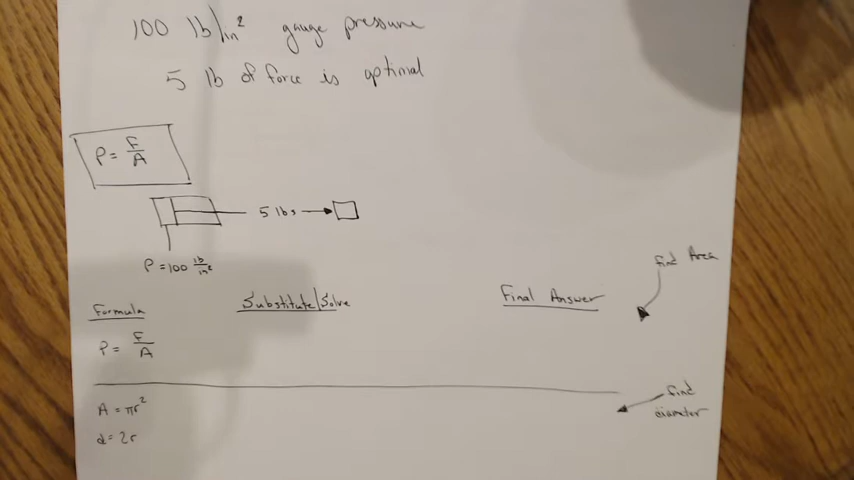 100 lb/in² gauge pressure
5 lb of force is optimal
P = F/A
5 lbs
P = 100 lb/in²
find Area
Formula Substitute/Solve Final Answer
P = F/A
find
diameter
A = πr²
d = 2r